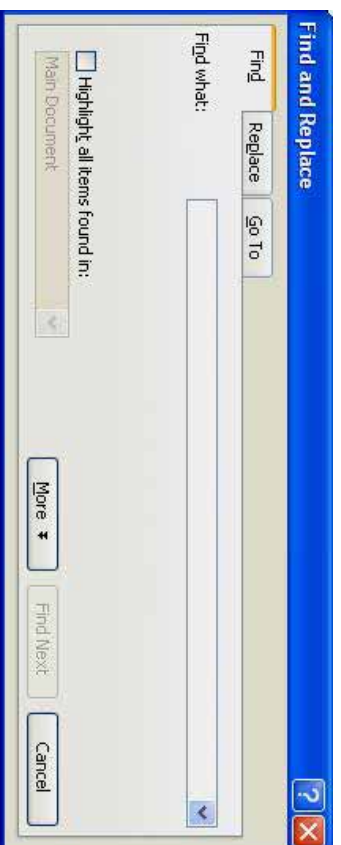 Find and Replace
Find Replace Go To
Find what:
Highlight all items found in:
Main Document
More Find Next Cancel